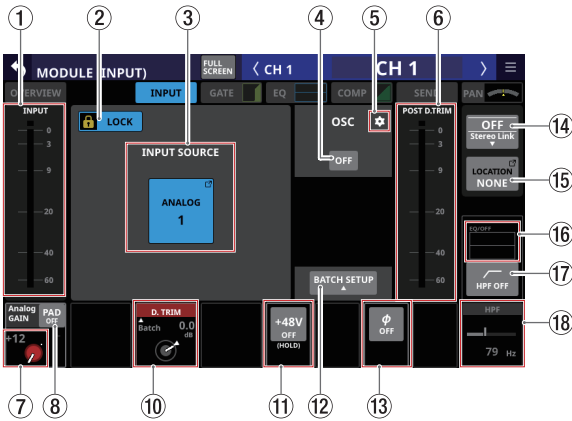 1 2 3 4 5 6
MODULE (INPUT)
FULL
SCREEN
CH 1
CH 1
OVERVIEW
INPUT
GATE
EQ
COMP
SEND
PAN
INPUT
0
3
9
20
40
60
LOCK
INPUT SOURCE
ANALOG
1
OSC
OFF
BATCH SETUP
POST D.TRIM
0
3
9
20
40
60
OFF
Stereo Link
14
LOCATION
NONE
15
EQ/OFF
16
HPF OFF
17
Analog
GAIN
+12
PAD
OFF
D. TRIM
Batch
0.0
dB
+48V
OFF
(HOLD)
ϕ
OFF
HPF
79 Hz
18
7 8 10 11 12 13